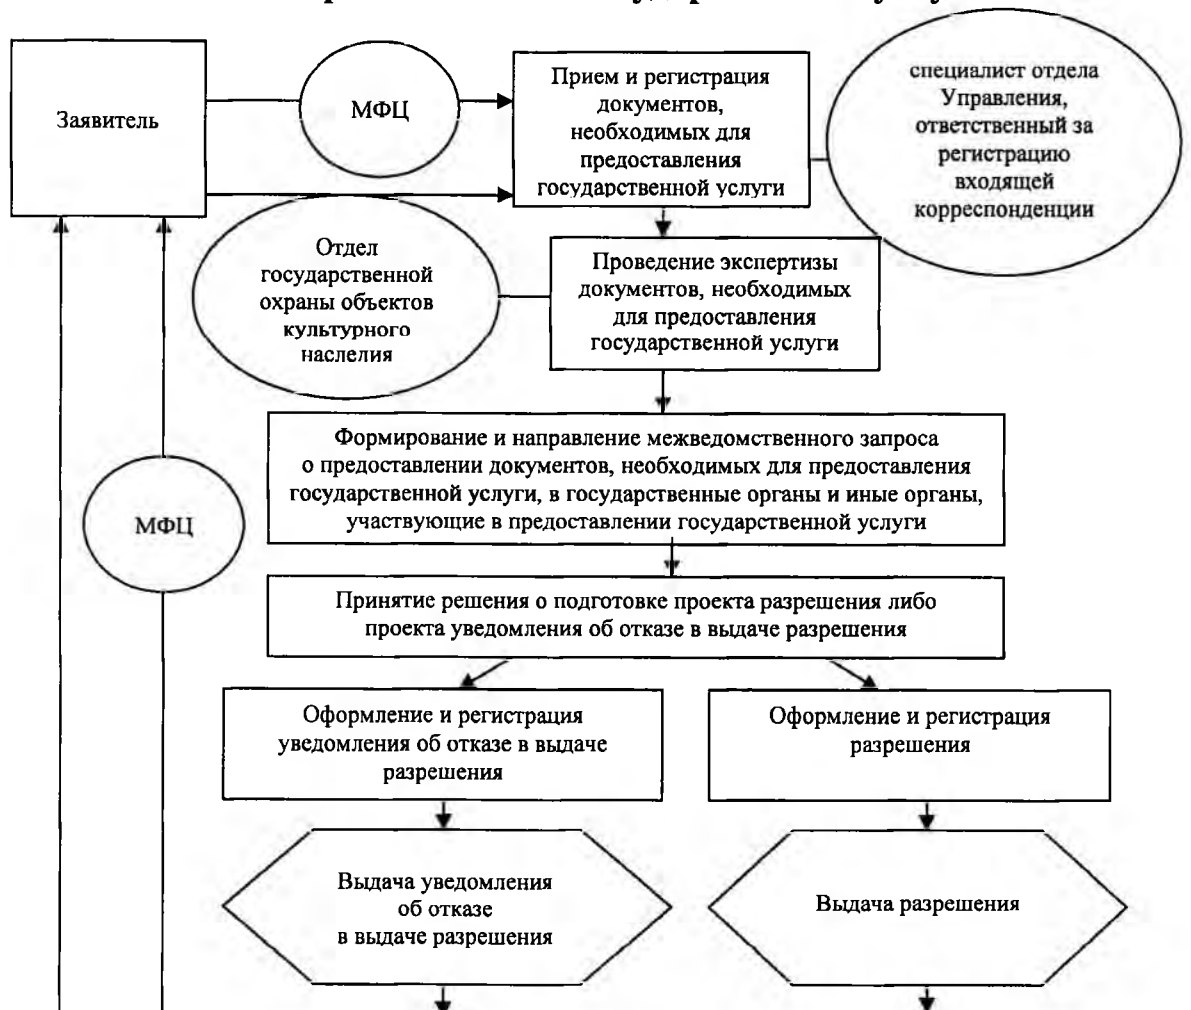 Заявитель
МФЦ
Прием и регистрация
документов,
необходимых для
предоставления
государственной услуги
специалист отдела
Управления,
ответственный за
регистрацию
входящей
корреспонденции
Отдел
государственной
охраны объектов
культурного
наслелия
Проведение экспертизы
документов, необходимых
для предоставления
государственной услуги
Формирование и направление межведомственного запроса
о предоставлении документов, необходимых для предоставления
государственной услуги, в государственные органы и иные органы,
участвующие в предоставлении государственной услуги
МФЦ
Принятие решения о подготовке проекта разрешения либо
проекта уведомления об отказе в выдаче разрешения
Оформление и регистрация
уведомления об отказе в выдаче
разрешения
Оформление и регистрация
разрешения
Выдача уведомления
об отказе
в выдаче разрешения
Выдача разрешения